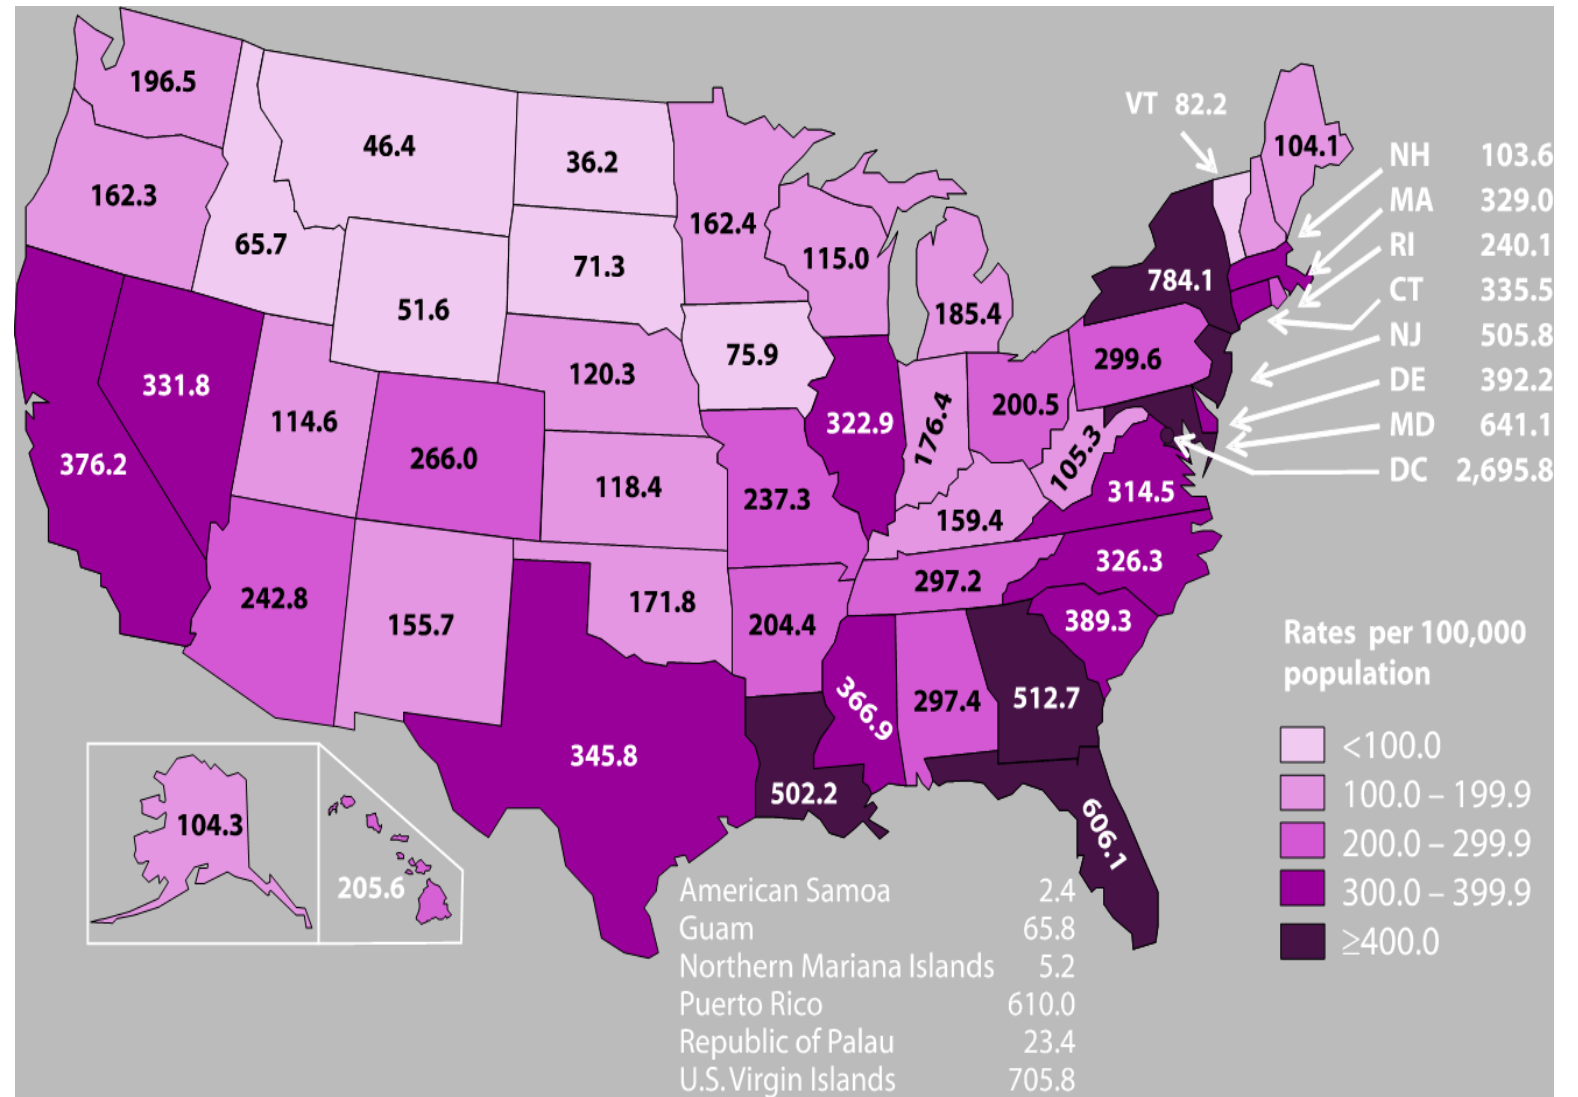 196.5
46.4
36.2
VT 82.2
104.1
NH 103.6
162.3
MA 329.0
162.4
65.7
RI 240.1
71.3
115.0
784.1
CT 335.5
51.6
185.4
NJ 505.8
75.9
299.6
120.3
DE 392.2
331.8
200.5
114.6
322.9
176.4
MD 641.1
376.2
266.0
105.3
DC 2,695.8
118.4
237.3
314.5
159.4
326.3
242.8
297.2
171.8
155.7
204.4
389.3
Rates per 100,000
population
366.9
297.4
512.7
345.8
<100.0
502.2
100.0 – 199.9
104.3
606.1
200.0 – 299.9
205.6
300.0 – 399.9
≥400.0
American Samoa 2.4
Guam 65.8
Northern Mariana Islands 5.2
Puerto Rico 610.0
Republic of Palau 23.4
U.S. Virgin Islands 705.8